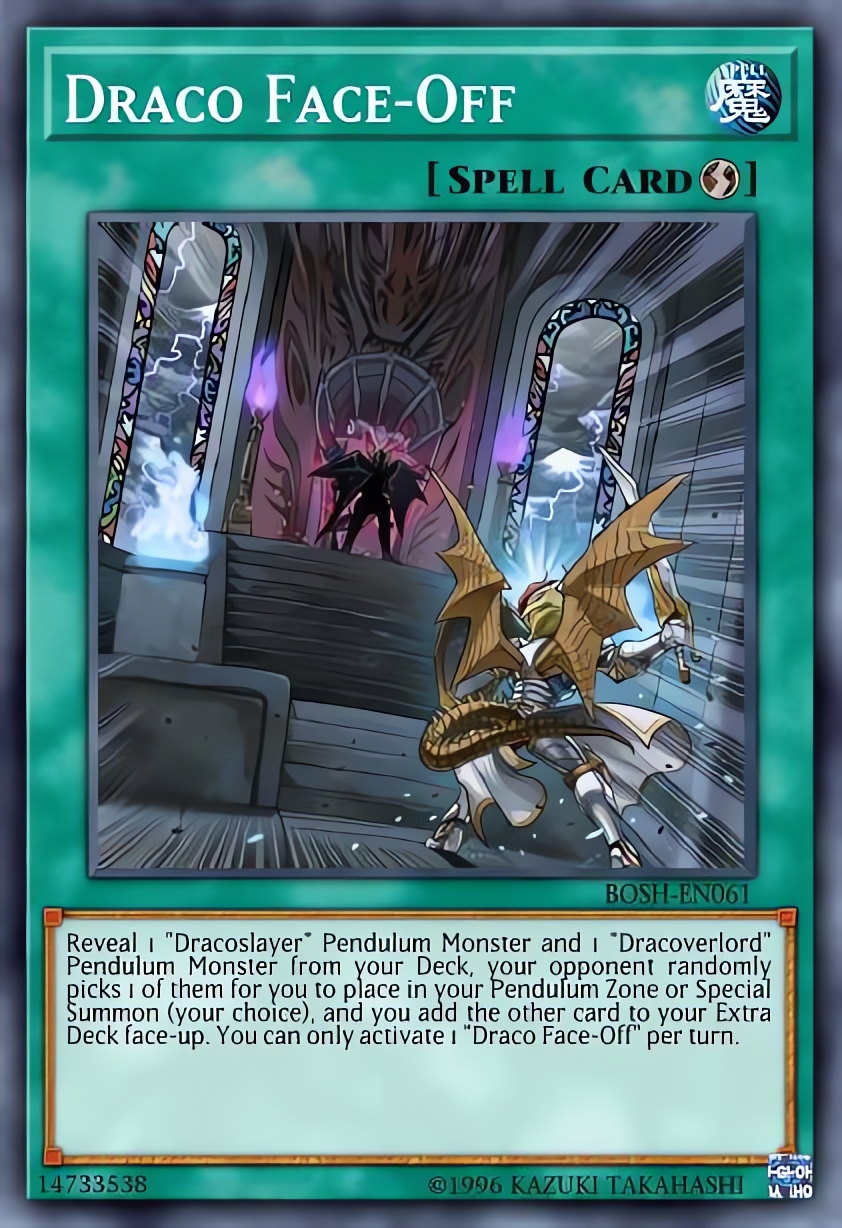 DRACO FACE-OFF
魔
[SPELL CARD]
BOSH-EN061
Reveal 1 "Dracoslayer" Pendulum Monster and 1 "Dracoverlord"
Pendulum Monster from your Deck, your opponent randomly
picks 1 of them for you to place in your Pendulum Zone or Special
Summon (your choice), and you add the other card to your Extra
Deck face-up. You can only activate 1 "Draco Face-Off" per turn.
14733538
©1996 KAZUKI TAKAHASHI